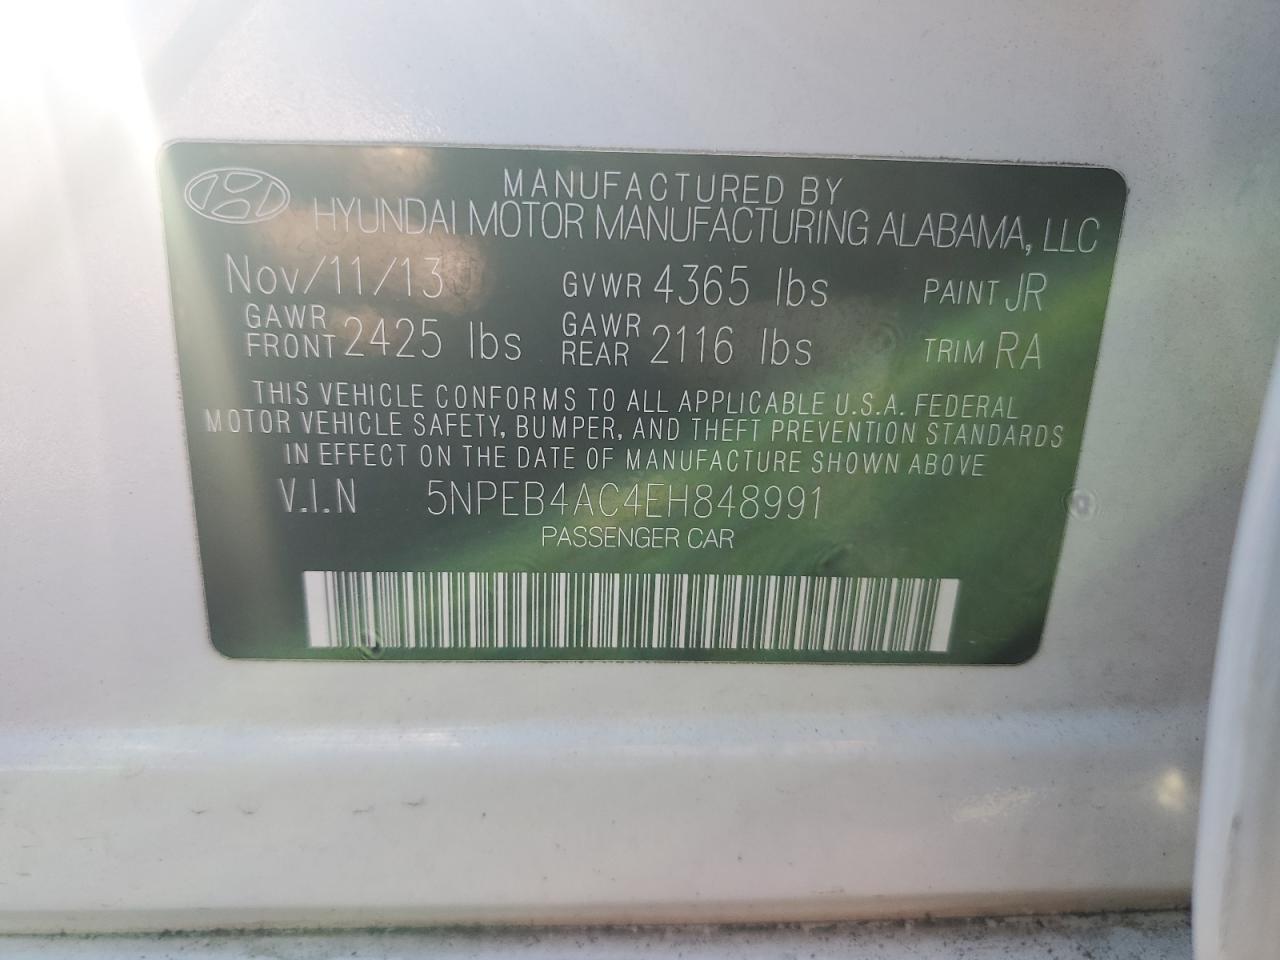 MANUFACTURED BY
HYUNDAI MOTOR MANUFACTURING ALABAMA, LLC
Nov/11/13 GVWR 4365 lbs PAINT JR
GAWR FRONT 2425 lbs GAWR REAR 2116 lbs TRIM RA
THIS VEHICLE CONFORMS TO ALL APPLICABLE U.S.A. FEDERAL
MOTOR VEHICLE SAFETY, BUMPER, AND THEFT PREVENTION STANDARDS
IN EFFECT ON THE DATE OF MANUFACTURE SHOWN ABOVE
V.I.N 5NPEB4AC4EH848991
PASSENGER CAR